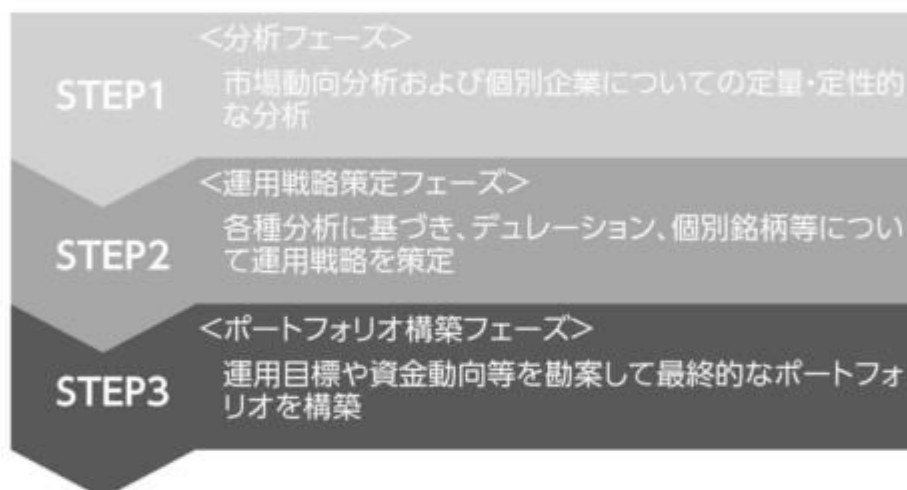 <分析フェーズ>
STEP1
市場動向分析および個別企業についての定量・定性的
な分析
<運用戦略策定フェーズ>
STEP2
各種分析に基づき、デュレーション、個別銘柄等につい
て運用戦略を策定
<ポートフォリオ構築フェーズ>
STEP3
運用目標や資金動向等を勘案して最終的なポートフォ
リオを構築